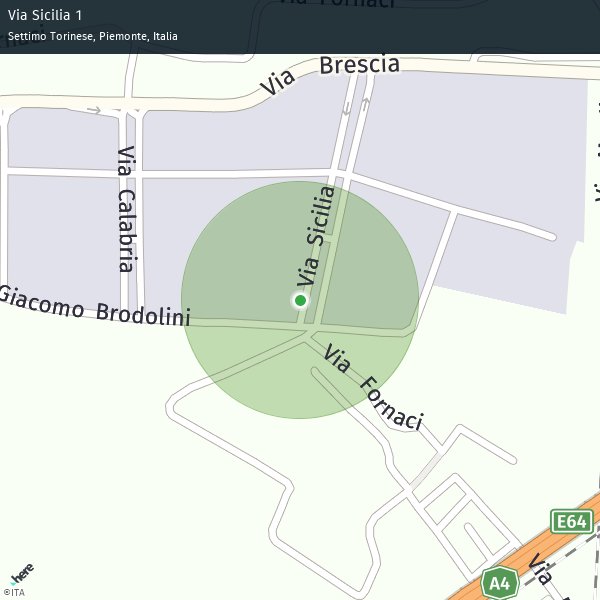 Via Sicilia 1
Settimo Torinese, Piemonte, Italia
Via Fornaci
Via Brescia
Via Calabria
Via Sicilia
Giacomo Brodolini
Via Fornaci
E64
A4
Via
here
©ITA